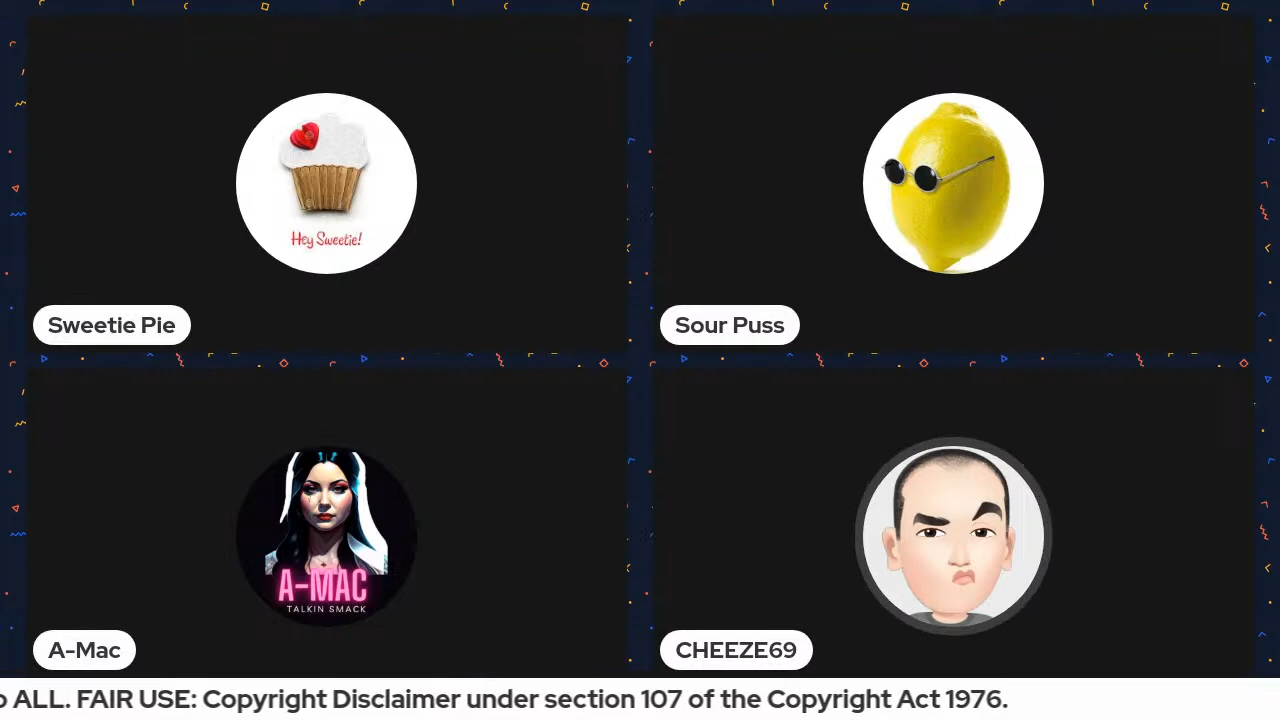 Hey Sweetie!
Sweetie Pie
Sour Puss
A-MAC
TALKIN SMACK
A-Mac
CHEEZE69
ALL. FAIR USE: Copyright Disclaimer under section 107 of the Copyright Act 1976.